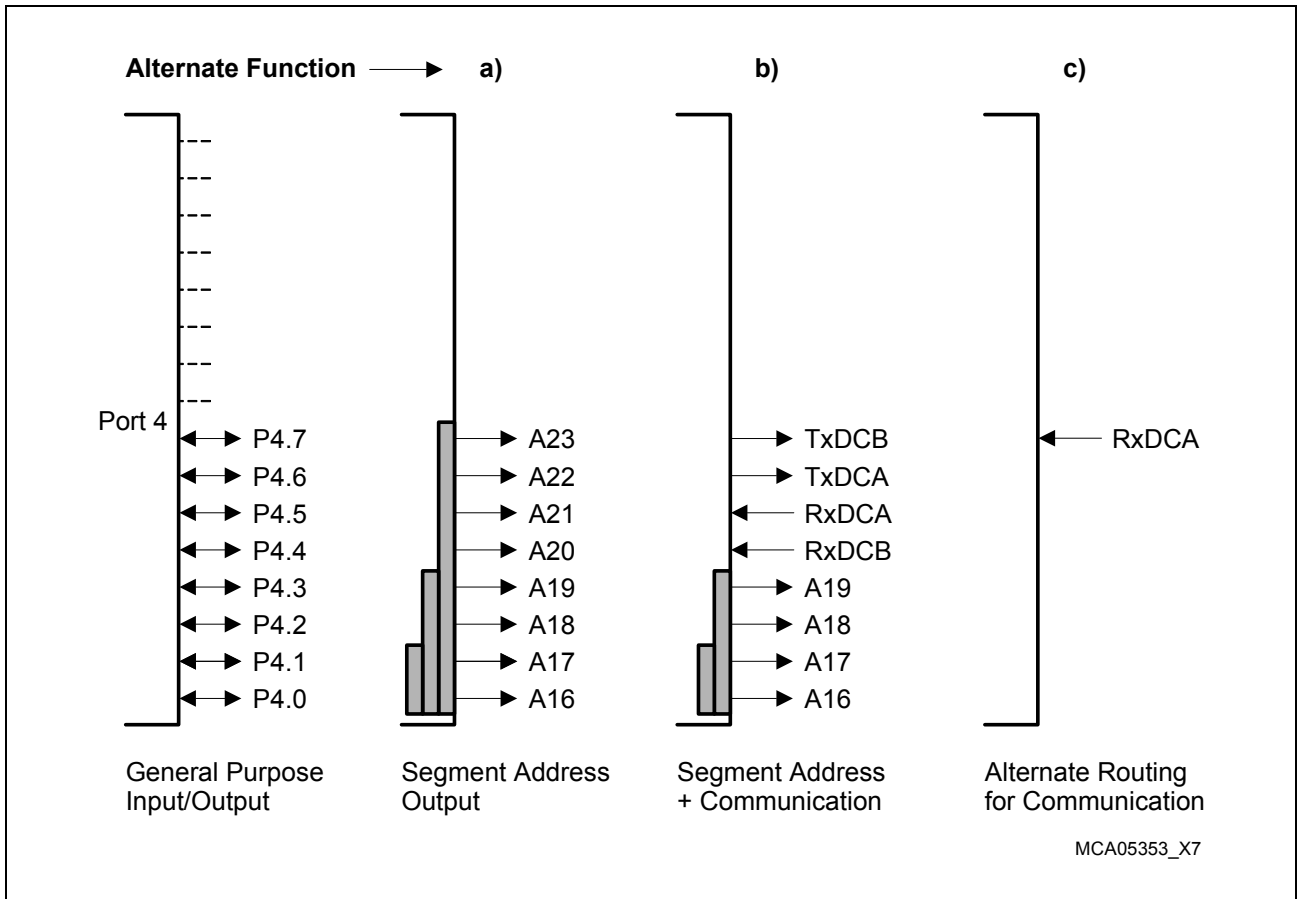 Alternate Function a) b) c)
Port 4
P4.7 A23 TxDCB RxDCA
P4.6 A22 TxDCA
P4.5 A21 RxDCA
P4.4 A20 RxDCB
P4.3 A19 A19
P4.2 A18 A18
P4.1 A17 A17
P4.0 A16 A16
General Purpose Segment Address Segment Address Alternate Routing
Input/Output Output + Communication for Communication
MCA05353_X7